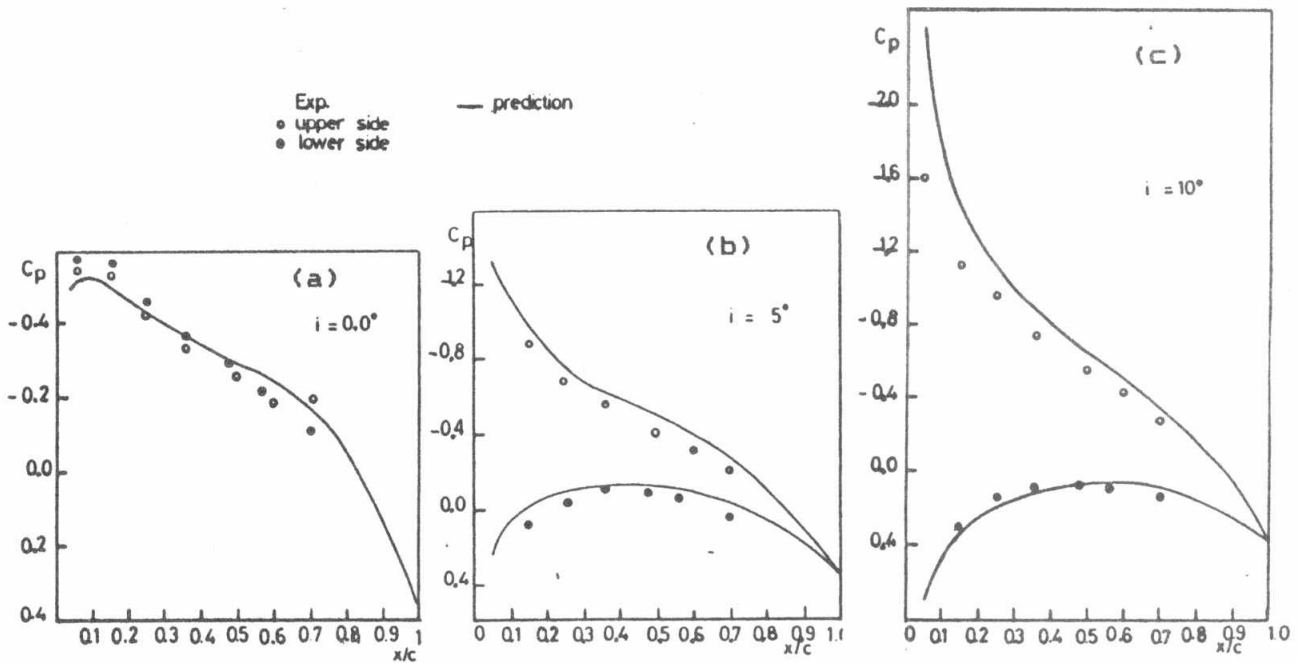 Exp.
o upper side
● lower side
— prediction
(a)
Cp
i = 0.0°
-0.4
-0.2
0.0
0.2
0.4
0.1 0.2 0.3 0.4 0.5 0.6 0.7 0.8 0.9 1
x/c
(b)
Cp
i = 5°
-1.2
-0.8
-0.4
0.0
0.4
0 0.1 0.2 0.3 0.4 0.5 0.6 0.7 0.8 0.9 1.0
x/c
(c)
Cp
i = 10°
-2.0
-1.6
-1.2
-0.8
-0.4
0.0
0.4
0 0.1 0.2 0.3 0.4 0.5 0.6 0.7 0.8 0.9 1.0
x/c